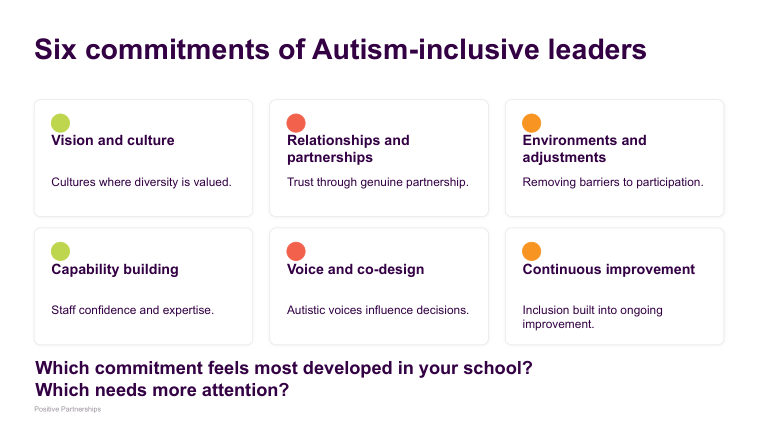 Six commitments of Autism-inclusive leaders
Vision and culture
Cultures where diversity is valued.
Relationships and
partnerships
Trust through genuine partnership.
Environments and
adjustments
Removing barriers to participation.
Capability building
Staff confidence and expertise.
Voice and co-design
Autistic voices influence decisions.
Continuous improvement
Inclusion built into ongoing
improvement.
Which commitment feels most developed in your school?
Which needs more attention?
Positive Partnerships